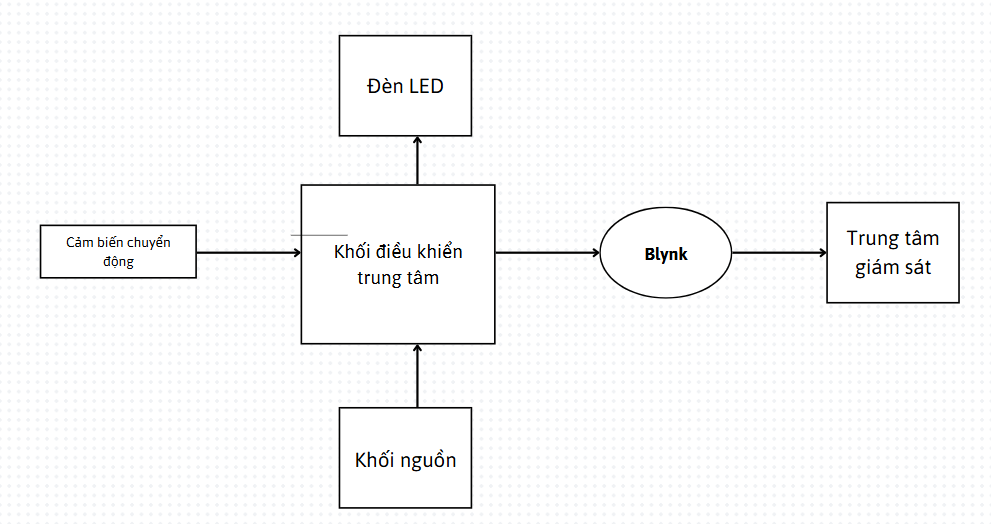 Đèn LED
Cảm biến chuyển
động
Khối điều khiển
trung tâm
Blynk
Trung tâm
giám sát
Khối nguồn